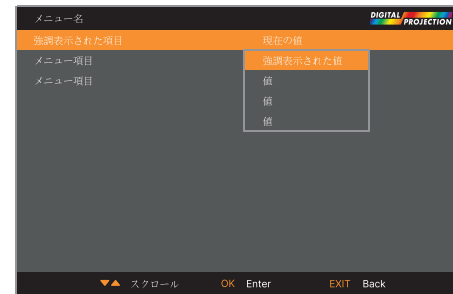 メニュー名 DIGITAL PROJECTION
強調表示された項目 現在の値
メニュー項目 強調表示された値
メニュー項目 値
値
値
▼▲ スクロール OK Enter EXIT Back